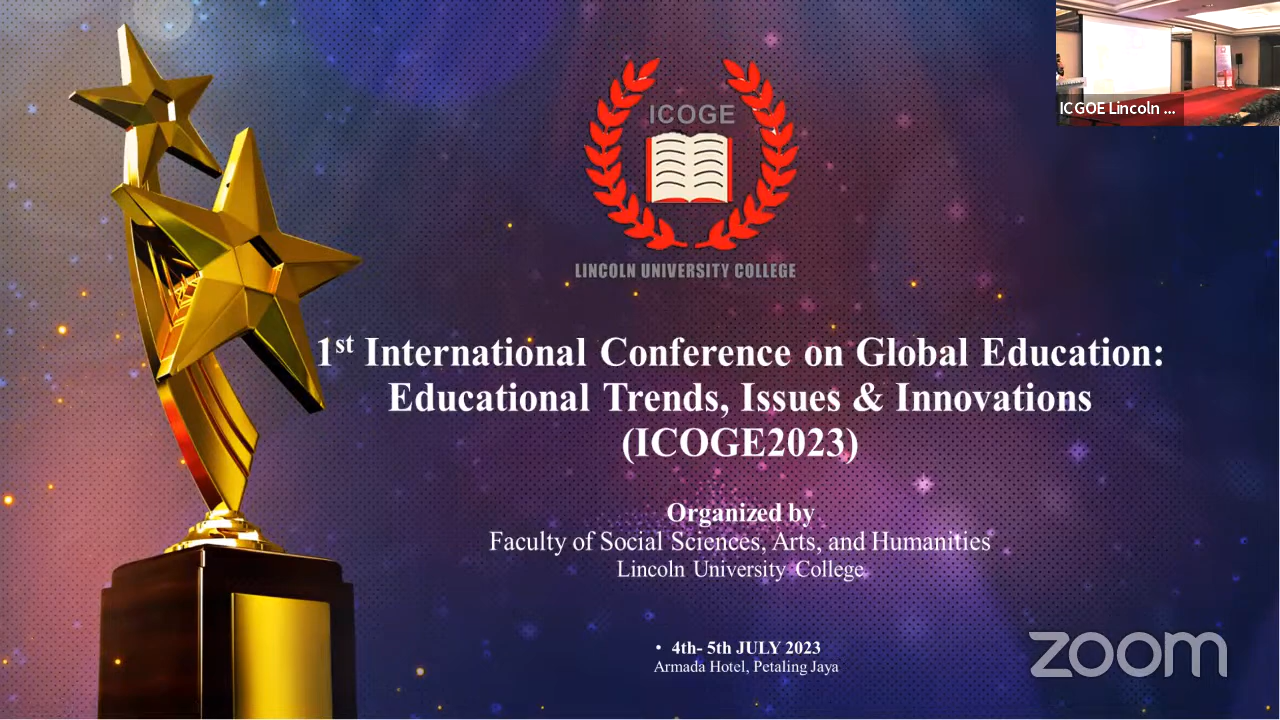 ICGOE Lincoln ...
ICOGE
LINCOLN UNIVERSITY COLLEGE
1st International Conference on Global Education:
Educational Trends, Issues & Innovations
(ICOGE2023)
Organized by
Faculty of Social Sciences, Arts, and Humanities
Lincoln University College
• 4th- 5th JULY 2023
Armada Hotel, Petaling Jaya
zoom